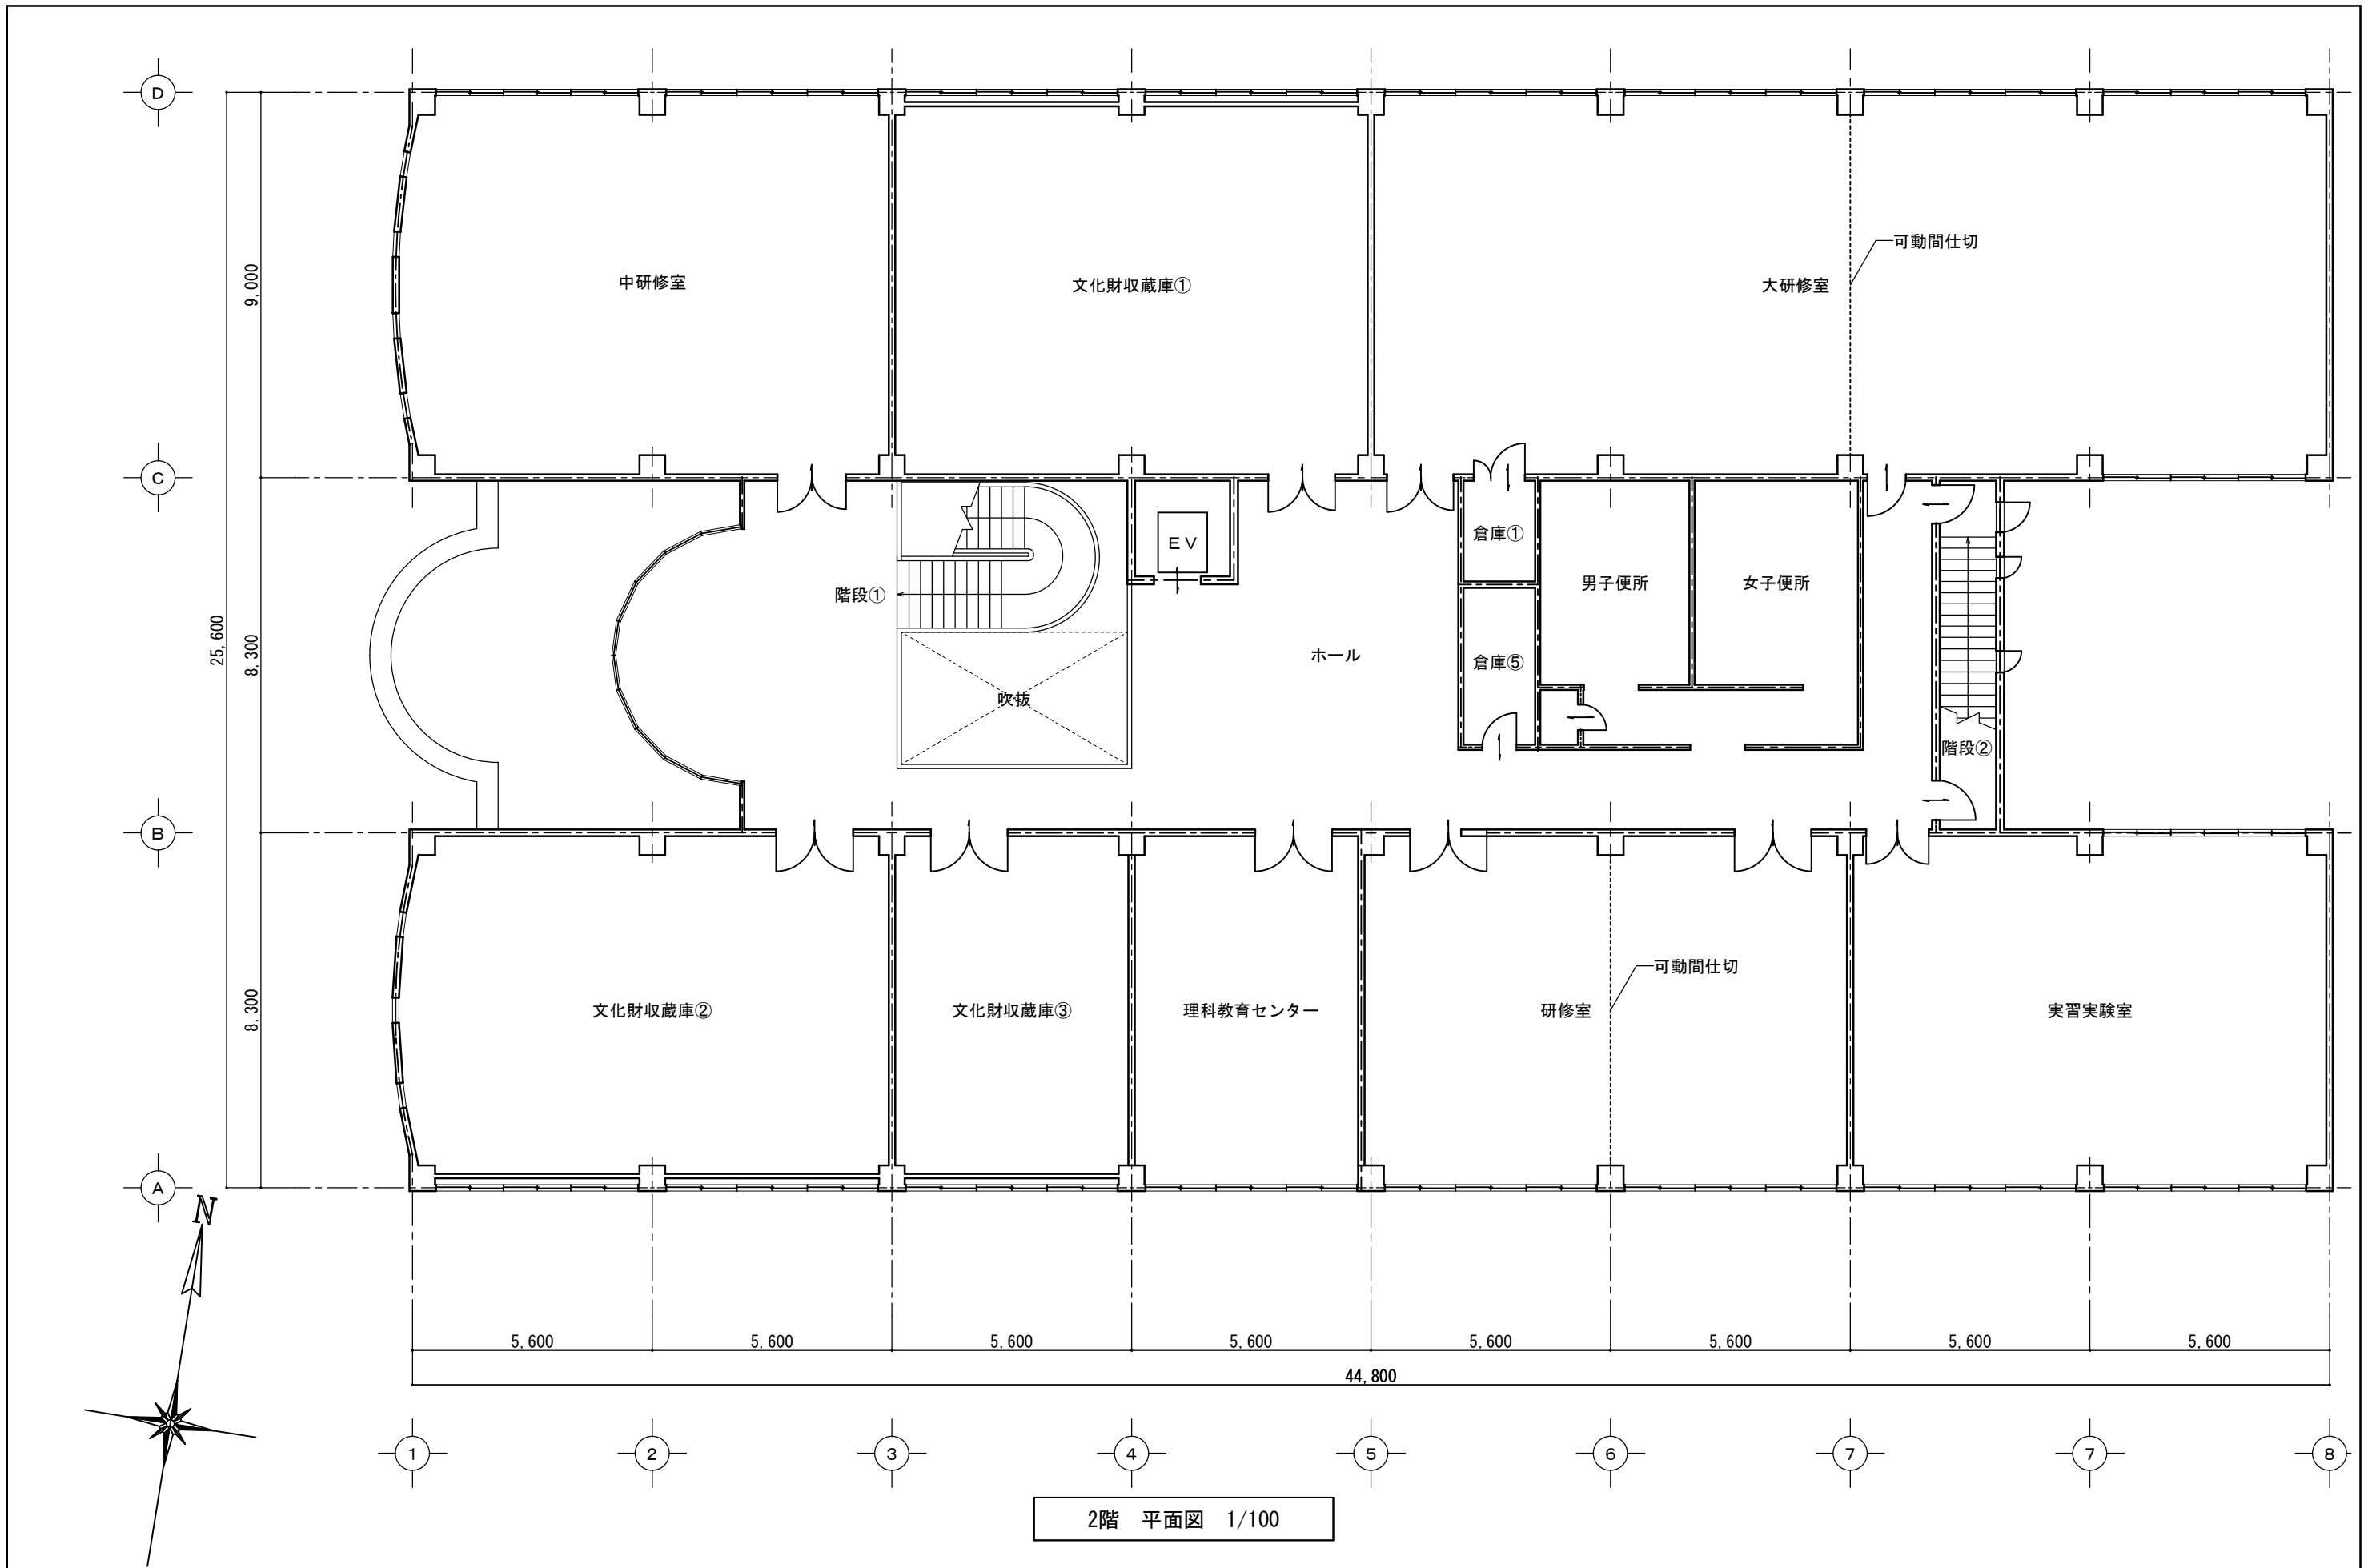 D
可動間仕切
中研修室
文化財収蔵庫①
大研修室
9,000
C
倉庫①
EV
男子便所
女子便所
階段①
25,600
8,300
ホール
倉庫⑤
吹抜
階段②
B
可動間仕切
文化財収蔵庫②
文化財収蔵庫③
理科教育センター
研修室
実習実験室
8,300
A
N
5,600
5,600
5,600
5,600
5,600
5,600
5,600
5,600
44,800
1
2
3
4
5
6
7
7
8
2階 平面図 1/100